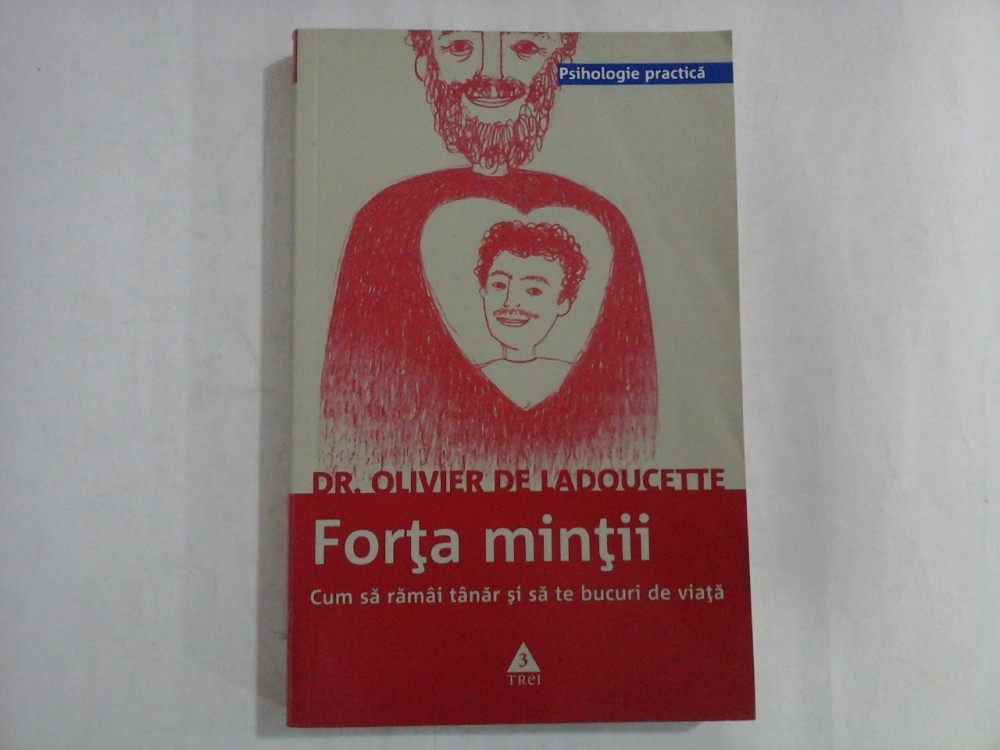 Psihologie practică
DR. OLIVIER DE LADOUCETTE
Forţa minţii
Cum să rămâi tânăr şi să te bucuri de viaţă
3
TREI